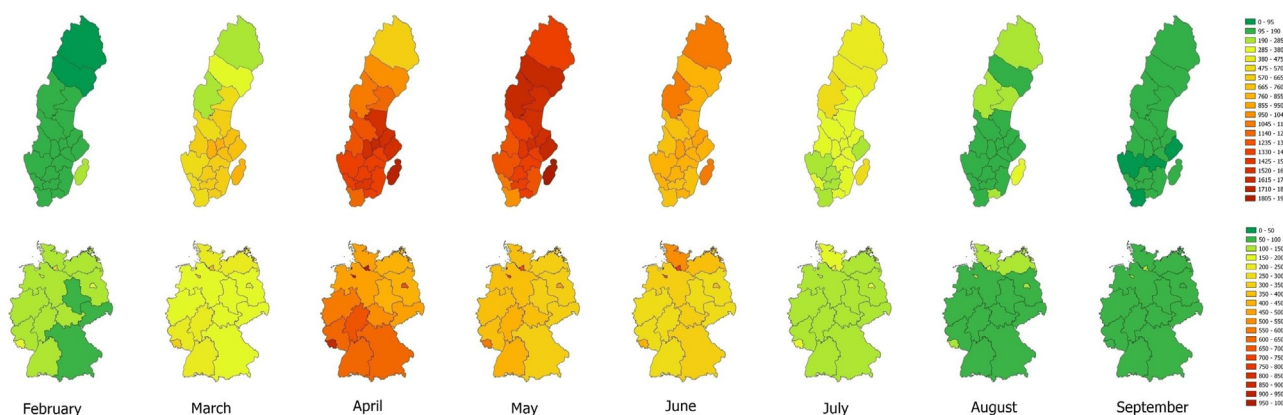 0 - 95
95 - 190
190 - 285
285 - 380
380 - 475
475 - 570
570 - 665
665 - 760
760 - 855
855 - 950
950 - 104
1045 - 11
1140 - 12
1235 - 13
1330 - 14
1425 - 15
1520 - 16
1615 - 17
1710 - 18
1805 - 19
0 - 50
50 - 100
100 - 150
150 - 200
200 - 250
250 - 300
300 - 350
350 - 400
400 - 450
450 - 500
500 - 550
550 - 600
600 - 650
650 - 700
700 - 750
750 - 800
800 - 850
850 - 900
900 - 950
950 - 100
February March April May June July August September